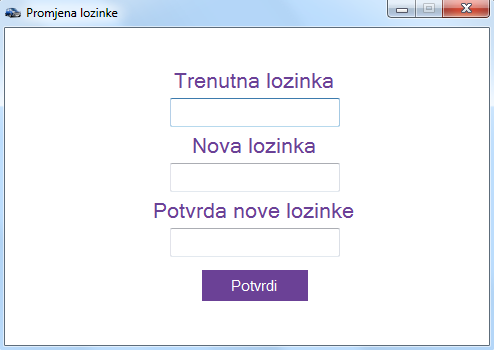 Promjena lozinke
Trenutna lozinka
Nova lozinka
Potvrda nove lozinke
Potvrdi